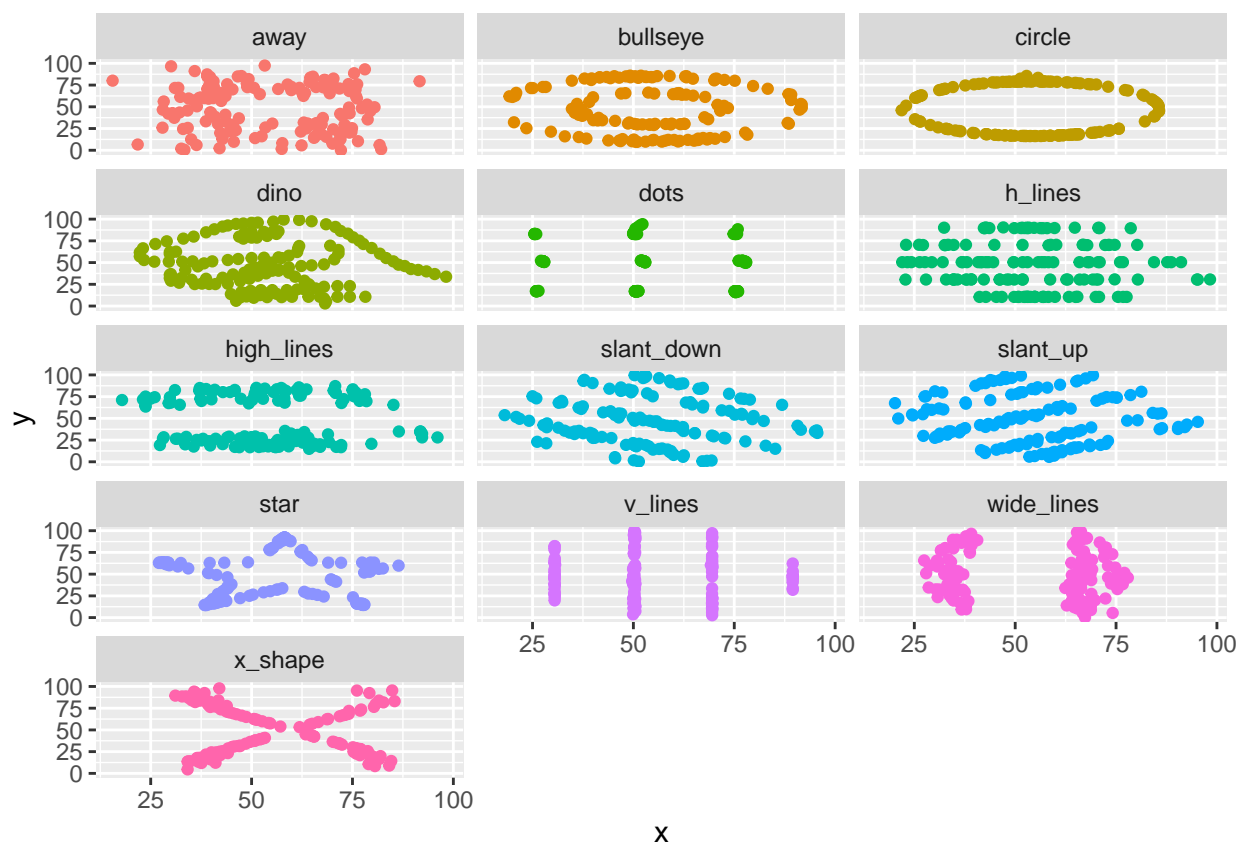 away bullseye circle
100
75
50
25
0
dino dots h_lines
100
75
50
25
0
high_lines slant_down slant_up
100
75
50
25
0
y
star v_lines wide_lines
100
75
50
25
0
25 50 75 100 25 50 75 100
x_shape
100
75
50
25
0
25 50 75 100
x